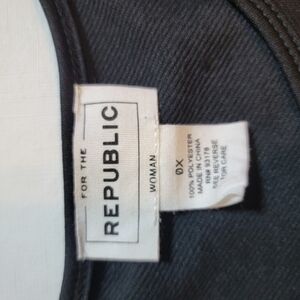 FOR THE
REPUBLIC
WOMAN
0X
100% POLYESTER
MADE IN CHINA
RN# 93178
SEE REVERSE
FOR CARE